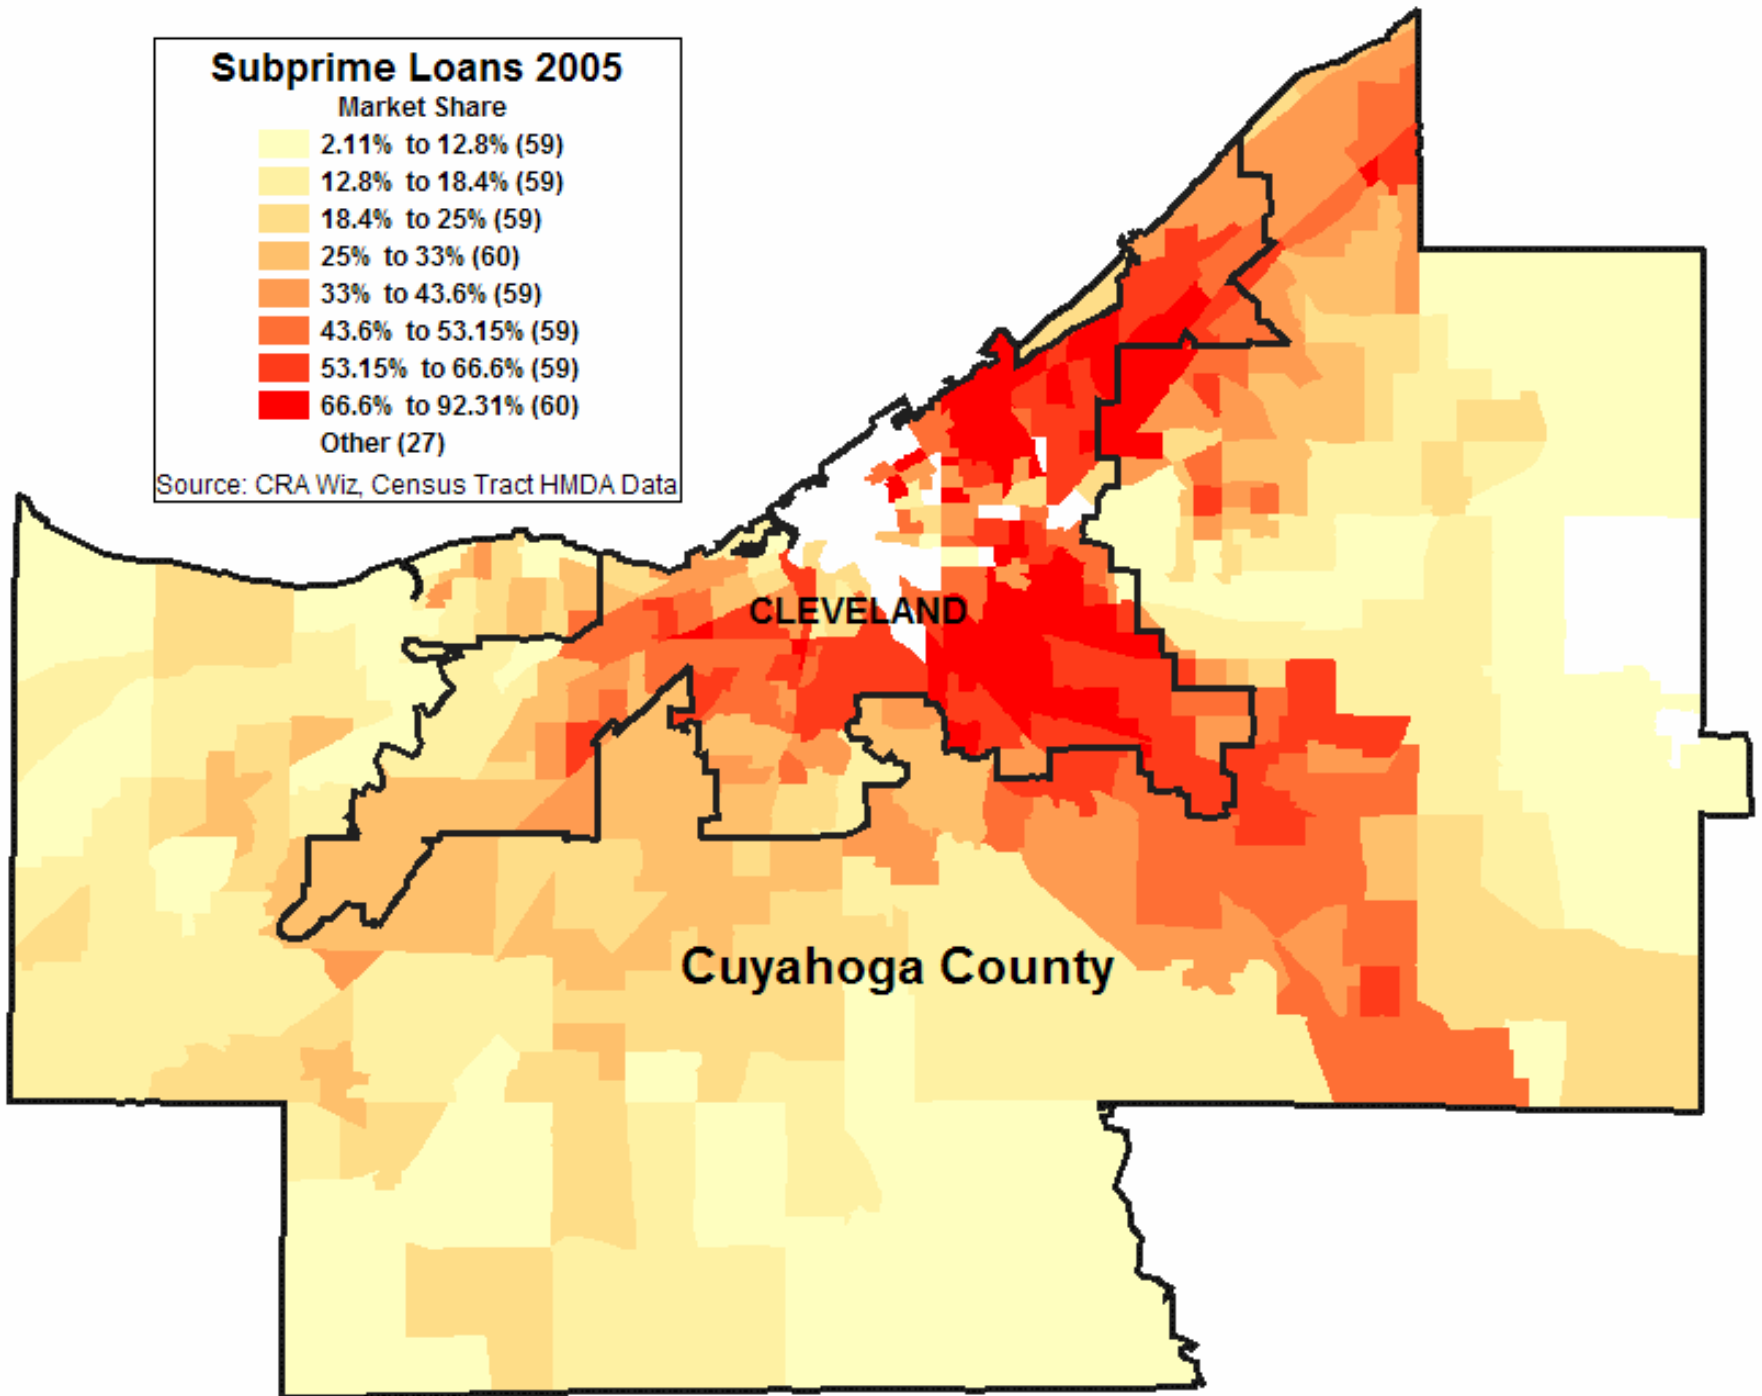 Subprime Loans 2005
Market Share
2.11% to 12.8% (59)
12.8% to 18.4% (59)
18.4% to 25% (59)
25% to 33% (60)
33% to 43.6% (59)
43.6% to 53.15% (59)
53.15% to 66.6% (59)
66.6% to 92.31% (60)
Other (27)
Source: CRA Wiz, Census Tract HMDA Data
CLEVELAND
Cuyahoga County